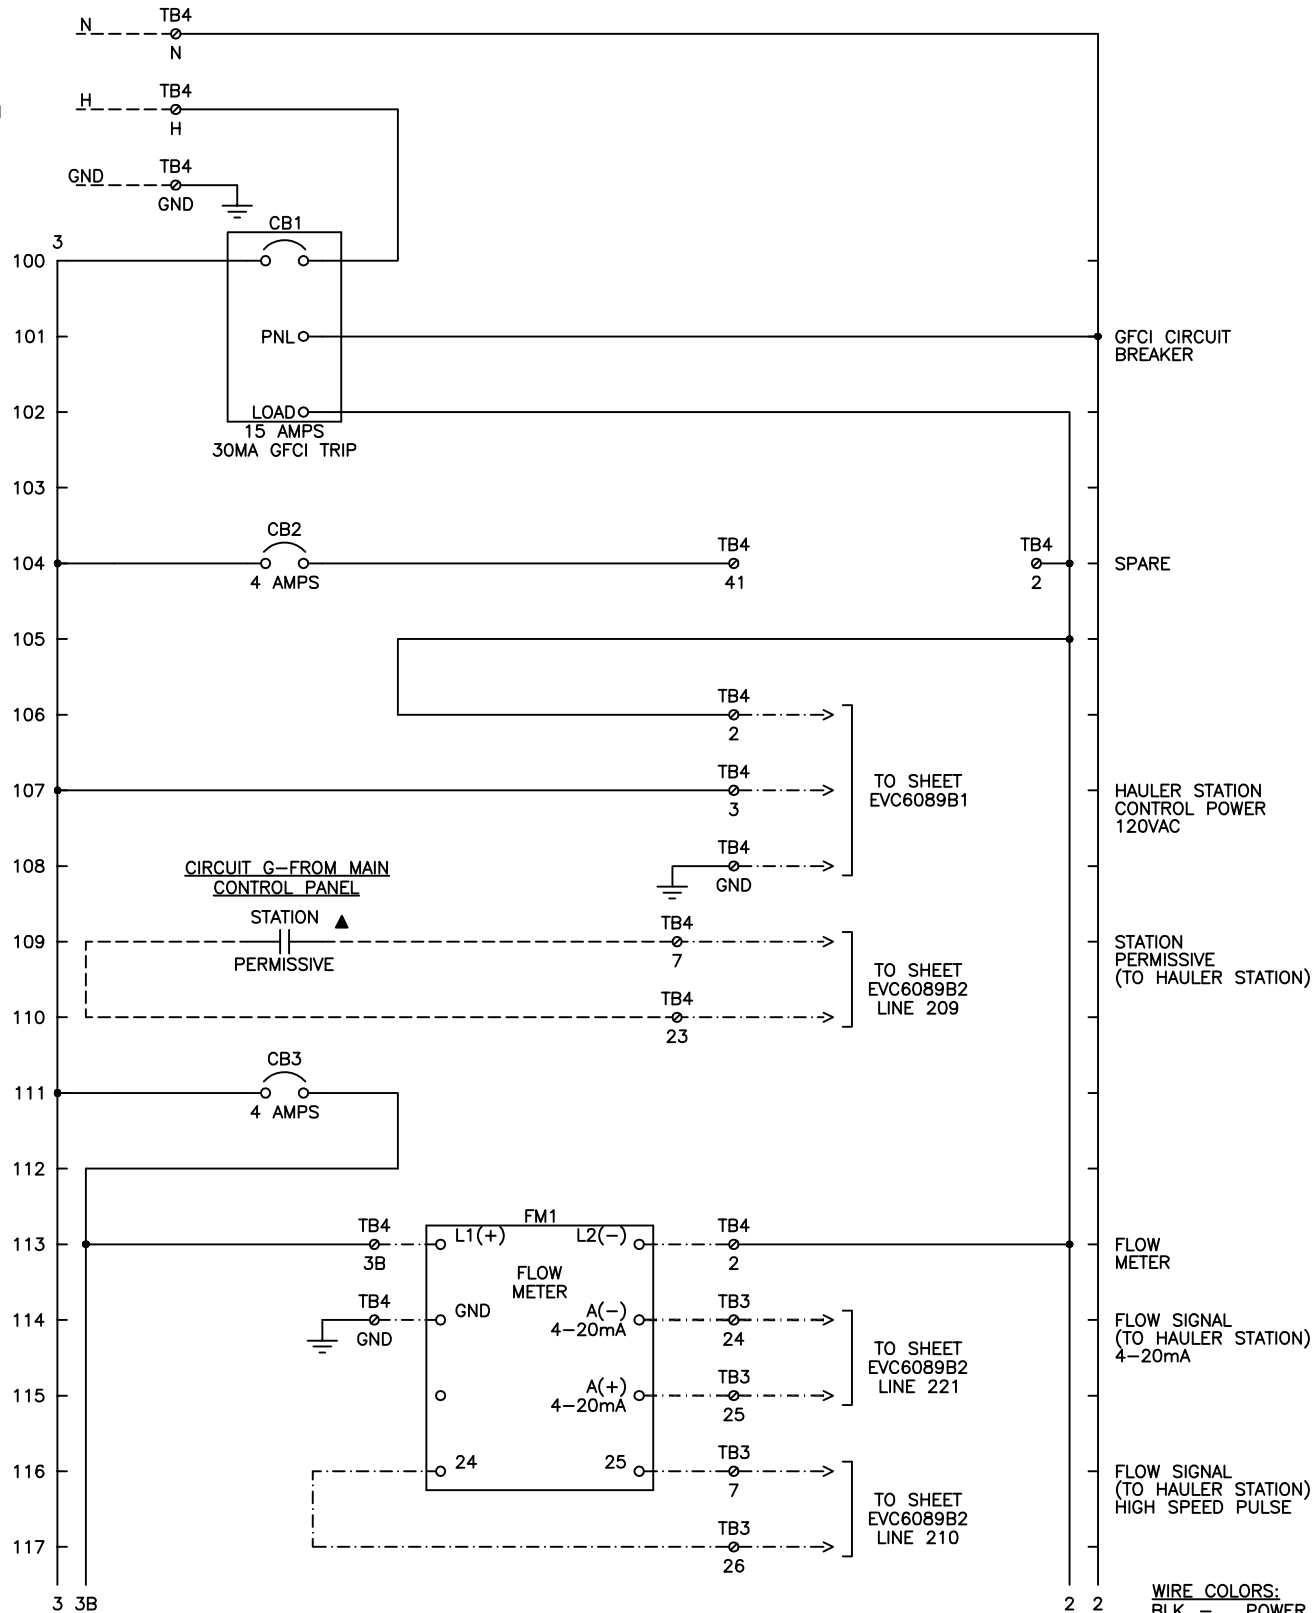 N TB4
N
H TB4
H
GND TB4
GND
CB1
3
100
101 PNL GFCI CIRCUIT
BREAKER
102 LOAD
15 AMPS
30MA GFCI TRIP
103
CB2 TB4 TB4
104 SPARE
4 AMPS 41 2
105
TB4
106
2
TB4
TO SHEET
EVC6089B1
107 HAULER STATION
CONTROL POWER
120VAC
3
TB4
108
GND
CIRCUIT G-FROM MAIN
CONTROL PANEL
STATION ▲ TB4
109 STATION
PERMISSIVE
(TO HAULER STATION)
PERMISSIVE 7
TO SHEET
EVC6089B2
LINE 209
TB4
110
23
CB3
111
4 AMPS
112
FM1
TB4 L1(+) L2(-) TB4
113 FLOW
METER
3B 2
FLOW
METER
TB4 GND A(-) TB3
4-20mA
114 FLOW SIGNAL
(TO HAULER STATION)
4-20mA
GND 24
TO SHEET
EVC6089B2
LINE 221
A(+) TB3
4-20mA
115
25
24 25 TB3
116 FLOW SIGNAL
(TO HAULER STATION)
HIGH SPEED PULSE
7
TO SHEET
EVC6089B2
LINE 210
TB3
117
26
3 3B 2 2
WIRE COLORS:
BLK - POWER